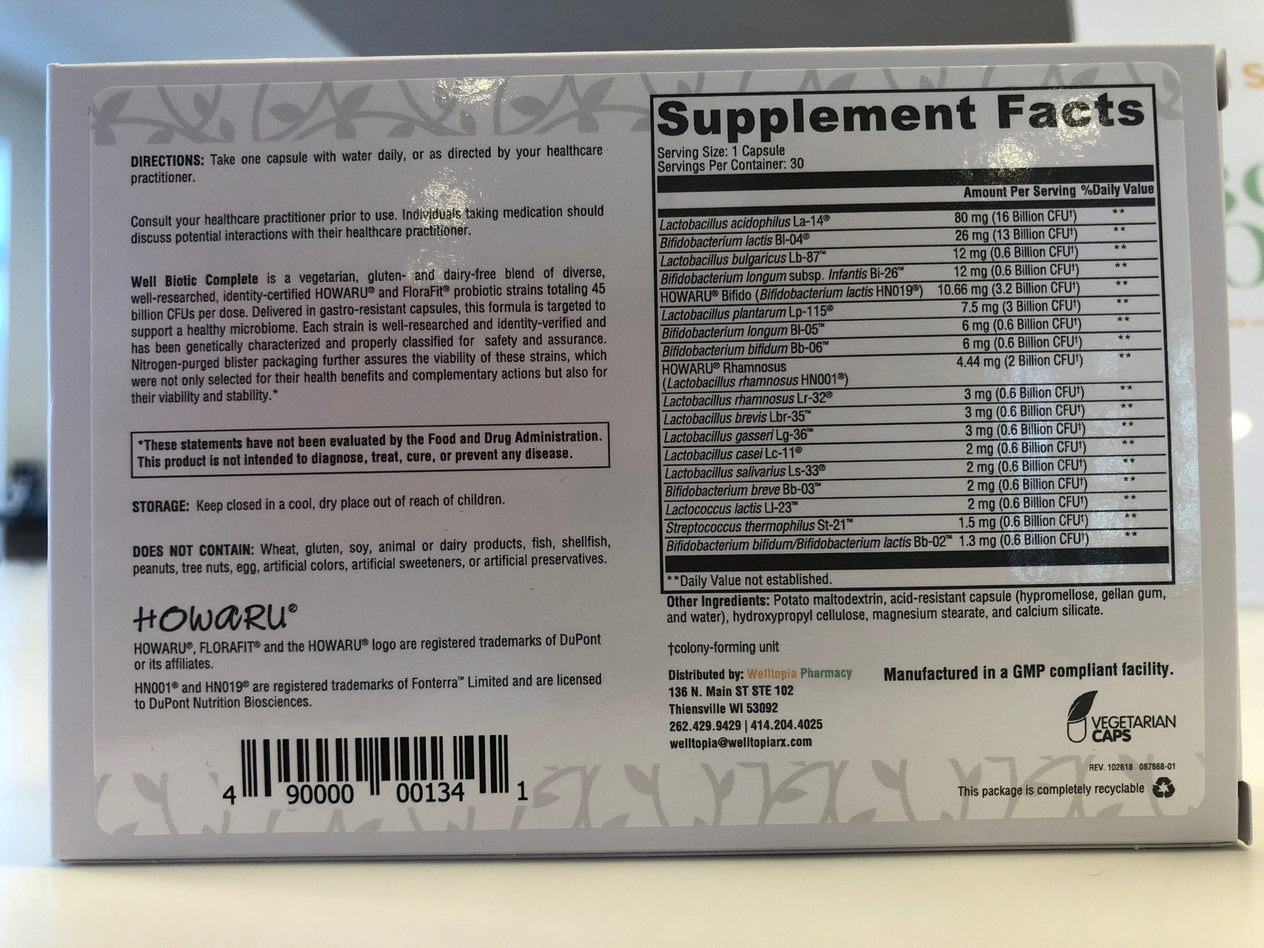 DIRECTIONS: Take one capsule with water daily, or as directed by your healthcare
practitioner.
Consult your healthcare practitioner prior to use. Individuals taking medication should
discuss potential interactions with their healthcare practitioner.
Well Biotic Complete is a vegetarian, gluten- and dairy-free blend of diverse,
well-researched, identity-certified HOWARU® and FloraFit® probiotic strains totaling 45
billion CFUs per dose. Delivered in gastro-resistant capsules, this formula is targeted to
support a healthy microbiome. Each strain is well-researched and identity-verified and
has been genetically characterized and properly classified for safety and assurance.
Nitrogen-purged blister packaging further assures the viability of these strains, which
were not only selected for their health benefits and complementary actions but also for
their viability and stability.*
*These statements have not been evaluated by the Food and Drug Administration.
This product is not intended to diagnose, treat, cure, or prevent any disease.
STORAGE: Keep closed in a cool, dry place out of reach of children.
DOES NOT CONTAIN: Wheat, gluten, soy, animal or dairy products, fish, shellfish,
peanuts, tree nuts, egg, artificial colors, artificial sweeteners, or artificial preservatives.
HOWARU®
HOWARU®, FLORAFIT® and the HOWARU® logo are registered trademarks of DuPont
or its affiliates.
HN001® and HN019® are registered trademarks of Fonterra™ Limited and are licensed
to DuPont Nutrition Biosciences.
4 90000 00134 1
Supplement Facts
Serving Size: 1 Capsule
Servings Per Container: 30
Amount Per Serving %Daily Value
Lactobacillus acidophilus La-14® 80 mg (16 Billion CFU†) **
Bifidobacterium lactis Bl-04® 26 mg (13 Billion CFU†) **
Lactobacillus bulgaricus Lb-87™ 12 mg (0.6 Billion CFU†) **
Bifidobacterium longum subsp. Infantis Bi-26™ 12 mg (0.6 Billion CFU†) **
HOWARU® Bifido (Bifidobacterium lactis HN019®) 10.66 mg (3.2 Billion CFU†) **
Lactobacillus plantarum Lp-115® 7.5 mg (3 Billion CFU†) **
Bifidobacterium longum Bl-05™ 6 mg (0.6 Billion CFU†) **
Bifidobacterium bifidum Bb-06™ 6 mg (0.6 Billion CFU†) **
HOWARU® Rhamnosus 4.44 mg (2 Billion CFU†) **
(Lactobacillus rhamnosus HN001®)
Lactobacillus rhamnosus Lr-32® 3 mg (0.6 Billion CFU†) **
Lactobacillus brevis Lbr-35™ 3 mg (0.6 Billion CFU†) **
Lactobacillus gasseri Lg-36™ 3 mg (0.6 Billion CFU†) **
Lactobacillus casei Lc-11® 2 mg (0.6 Billion CFU†) **
Lactobacillus salivarius Ls-33® 2 mg (0.6 Billion CFU†) **
Bifidobacterium breve Bb-03™ 2 mg (0.6 Billion CFU†) **
Lactococcus lactis Ll-23™ 2 mg (0.6 Billion CFU†) **
Streptococcus thermophilus St-21™ 1.5 mg (0.6 Billion CFU†) **
Bifidobacterium bifidum/Bifidobacterium lactis Bb-02™ 1.3 mg (0.6 Billion CFU†) **
**Daily Value not established.
Other Ingredients: Potato maltodextrin, acid-resistant capsule (hypromellose, gellan gum,
and water), hydroxypropyl cellulose, magnesium stearate, and calcium silicate.
†colony-forming unit
Distributed by: Welltopia Pharmacy
136 N. Main ST STE 102
Thiensville WI 53092
262.429.9429 | 414.204.4025
welltopia@welltopiarx.com
Manufactured in a GMP compliant facility.
VEGETARIAN
CAPS
REV. 102618 087868-01
This package is completely recyclable